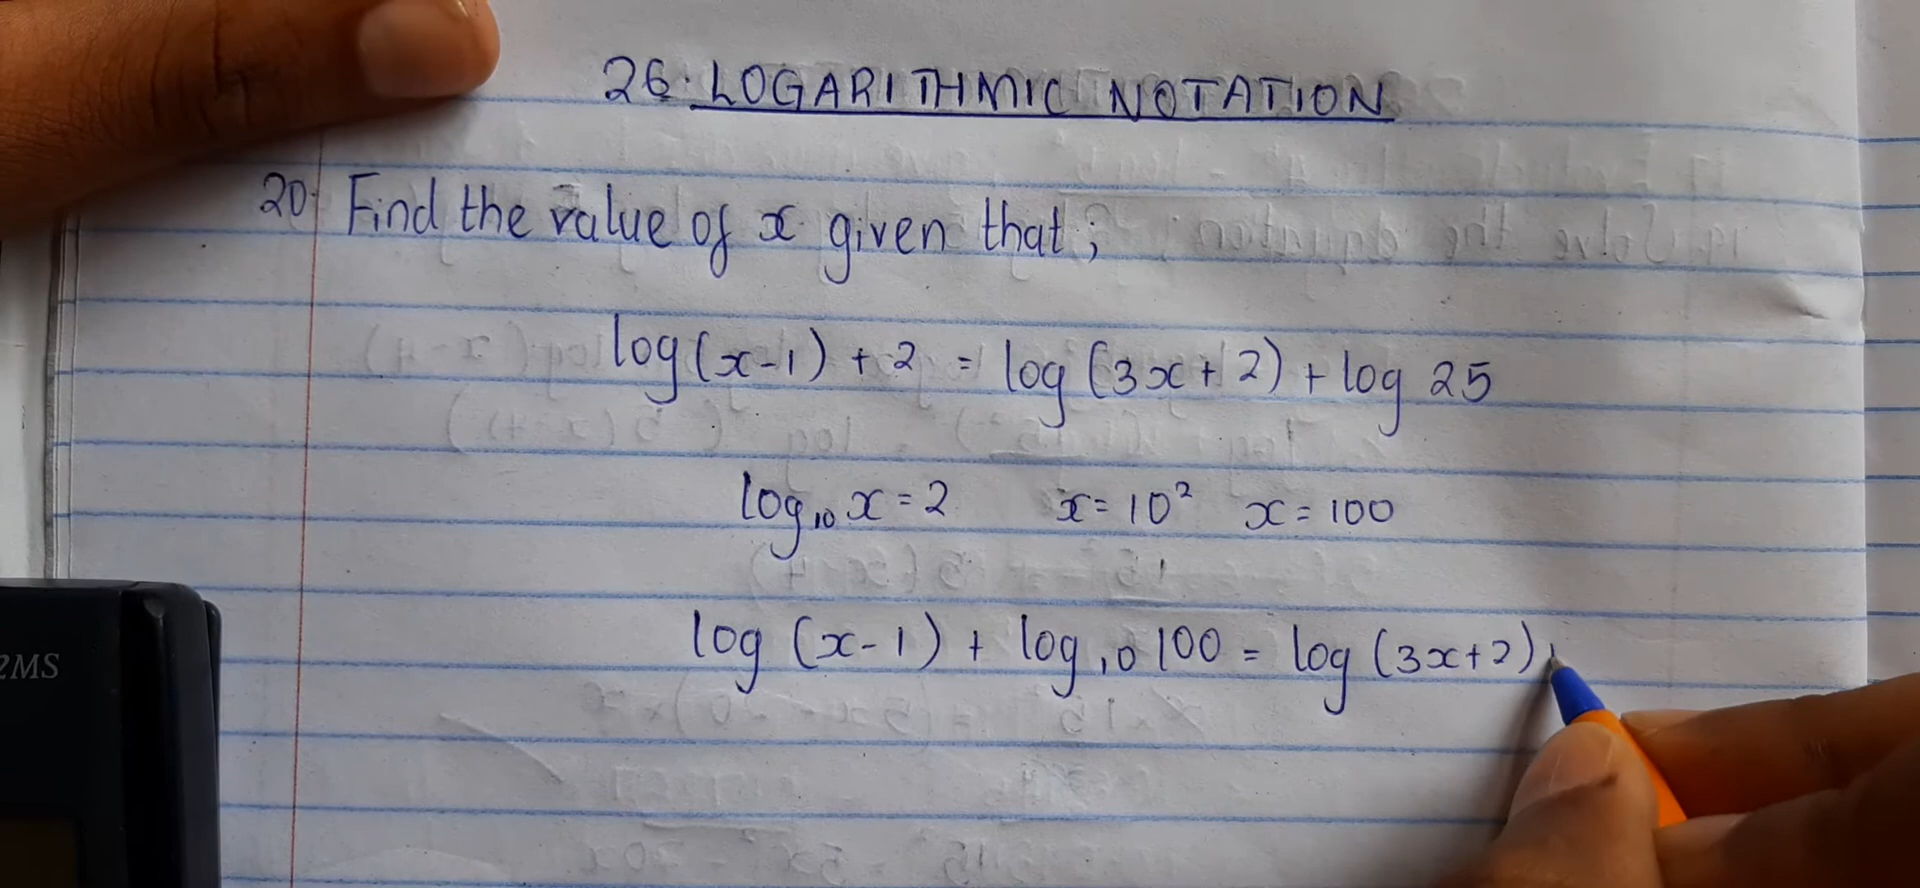 26. LOGARITHMIC NOTATION
20. Find the value of x given that;
log(x-1) + 2 = log (3x+2) + log 25
log₁₀ x = 2 x = 10² x = 100
log (x-1) + log₁₀ 100 = log (3x+2)
2MS